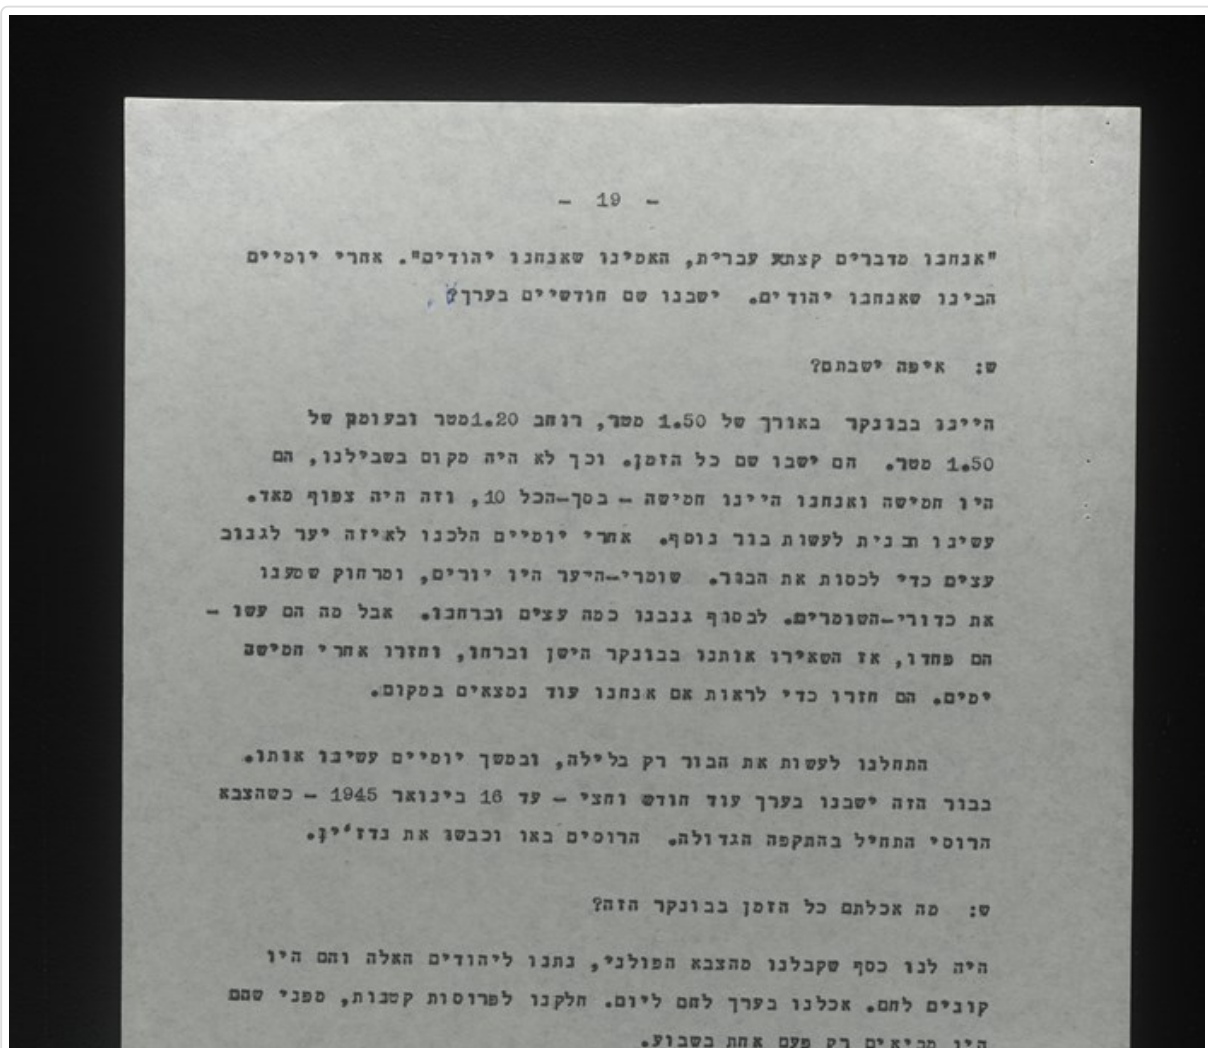 - 19 -
"אנחנו מדברים קצת עברית, האמינו שאנחנו יהודים". אחרי יומיים
הבינו שאנחנו יהודים. ישבנו שם חודשיים בערך
ש: איפה ישבתם?
היינו בבונקר באורך של 1.50 מטר, רוחב 1.20מטר ובעומק של
1.50 מטר. הם ישבו שם כל הזמן. וכך לא היה מקום בשבילנו, הם
היו חמישה ואנחנו היינו חמישה - בסך-הכל 10, וזה היה צפוף מאד.
עשינו תכנית לעשות בור נוסף. אחרי יומיים הלכנו לאיזה יער לגנוב
עצים כדי לכסות את הבור. שומרי-היער היו יורים, ומרחוק שמענו
את כדורי-השומרים. לבסוף גנבנו כמה עצים וברחנו. אבל מה הם עשו -
הם פחדו, אז השאירו אותנו בבונקר הישן וברחו, וחזרו אחרי חמישה
ימים. הם חזרו כדי לראות אם אנחנו עוד נמצאים במקום.
התחלנו לעשות את הבור רק בלילה, ובמשך יומיים עשינו אותו.
בבור הזה ישבנו בערך עוד חודש וחצי - עד 16 בינואר 1945 - כשהצבא
הרוסי התחיל בהתקפה הגדולה. הרוסים באו וכבשו את נדז'ין.
ש: מה אכלתם כל הזמן בבונקר הזה?
היה לנו כסף שקבלנו מהצבא הפולני, נתנו ליהודים האלה והם היו
קונים לחם. אכלנו בערך לחם ליום. חלקנו לפרוסות קטנות, מפני שהם
היו מביאים רק פעם אחת בשבוע.